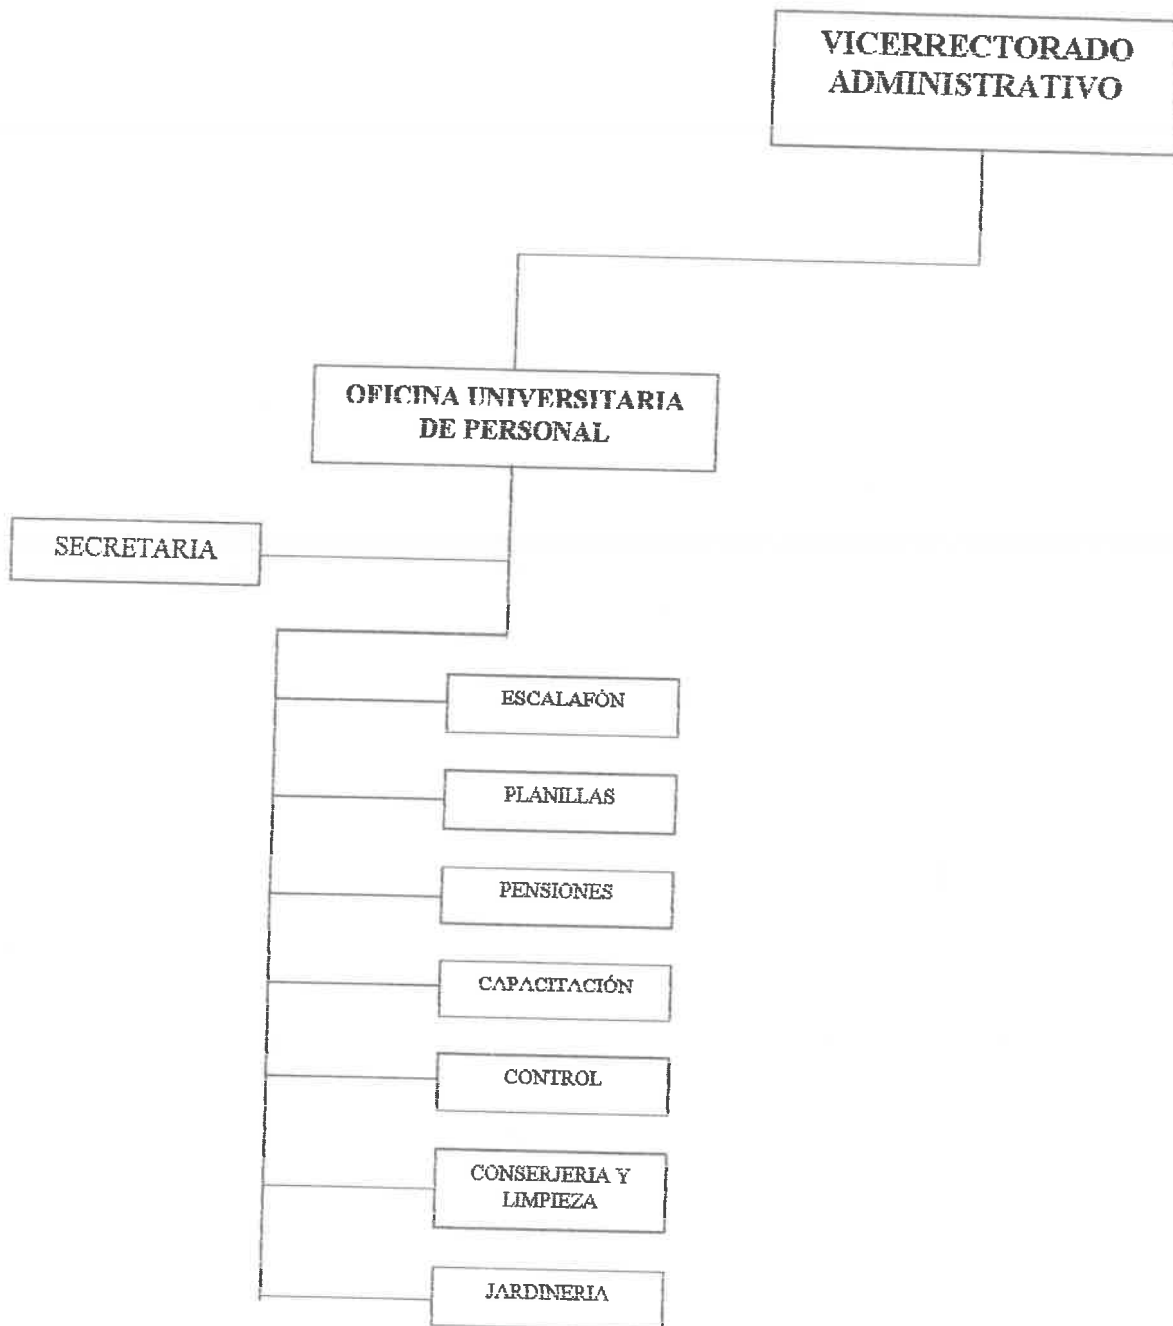 VICERRECTORADO
ADMINISTRATIVO
OFICINA UNIVERSITARIA
DE PERSONAL
SECRETARIA
ESCALAFÒN
PLANILLAS
PENSIONES
CAPACITACIÓN
CONTROL
CONSERJERIA Y
LIMPIEZA
JARDINERIA